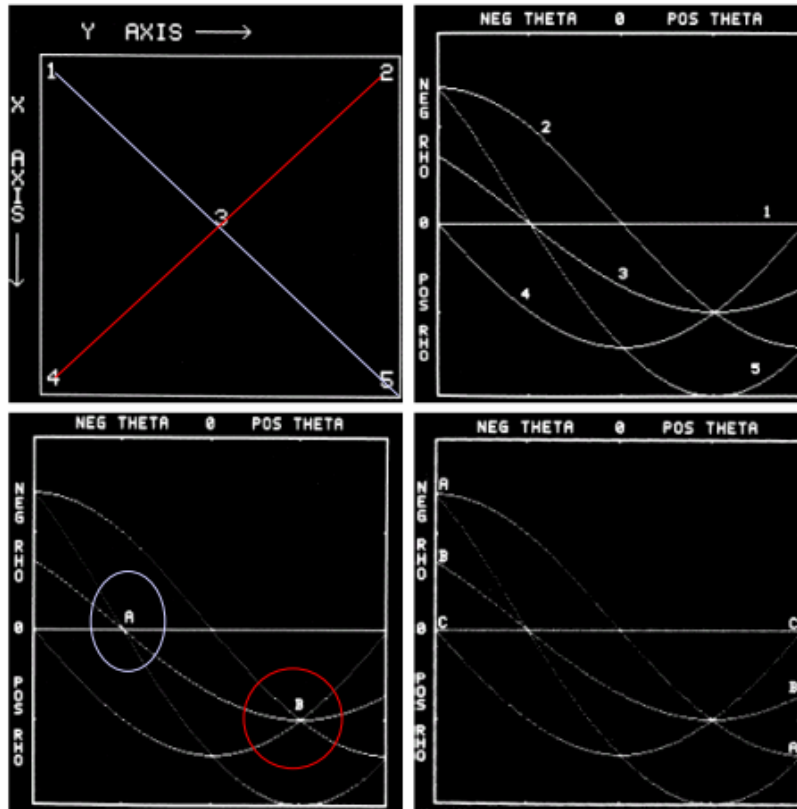 Y AXIS
1
2
X AXIS
3
4
5
NEG THETA 0 POS THETA
NEG RHO 0 POS RHO
2
1
3
4
5
NEG THETA 0 POS THETA
NEG RHO 0 POS RHO
A
B
NEG THETA 0 POS THETA
NEG RHO 0 POS RHO
A
B
C
C
B
A